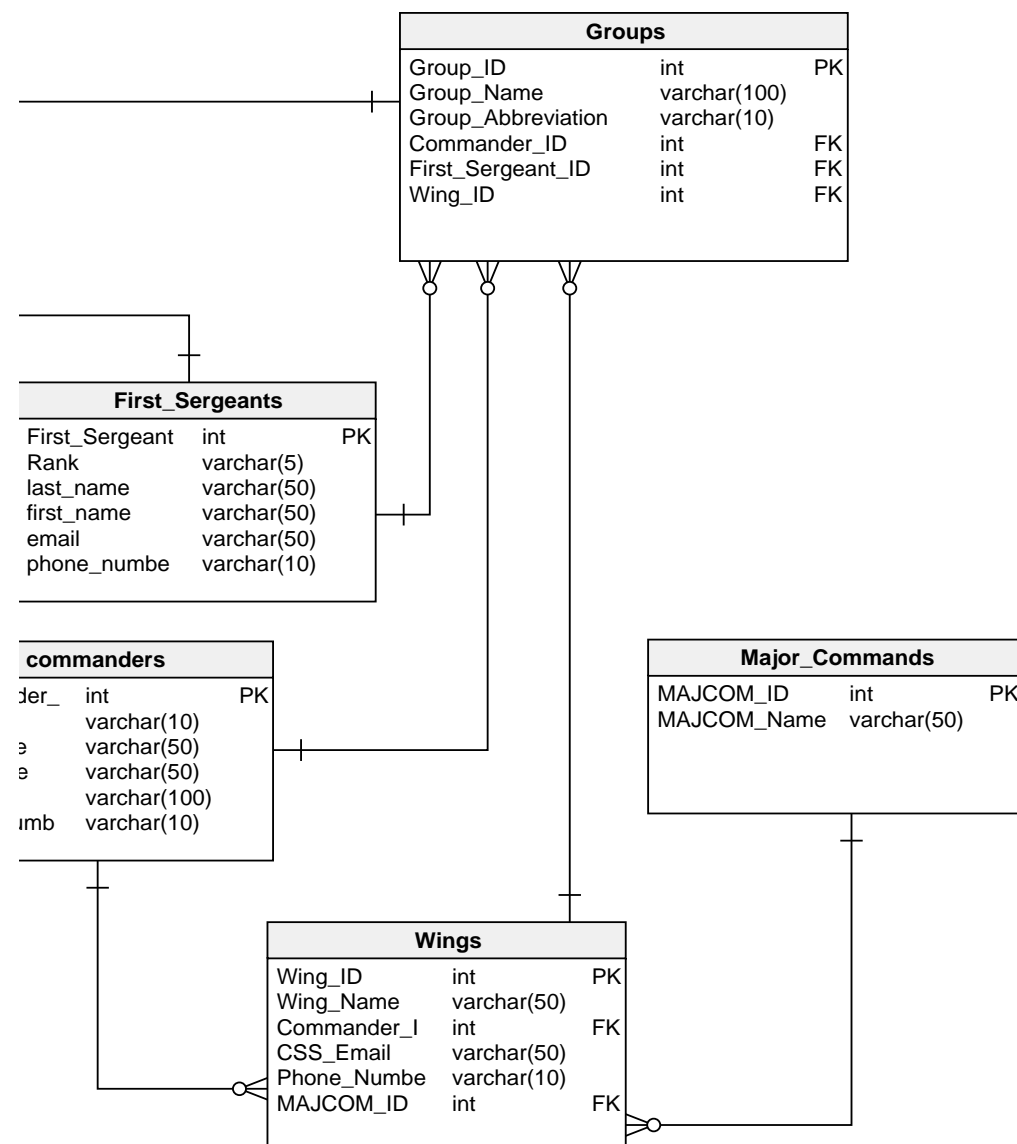 Groups
Group_ID int PK
Group_Name varchar(100)
Group_Abbreviation varchar(10)
Commander_ID int FK
First_Sergeant_ID int FK
Wing_ID int FK
First_Sergeants
First_Sergeant int PK
Rank varchar(5)
last_name varchar(50)
first_name varchar(50)
email varchar(50)
phone_numbe varchar(10)
commanders
der_ int PK
varchar(10)
e varchar(50)
e varchar(50)
varchar(100)
umb varchar(10)
Major_Commands
MAJCOM_ID int PK
MAJCOM_Name varchar(50)
Wings
Wing_ID int PK
Wing_Name varchar(50)
Commander_I int FK
CSS_Email varchar(50)
Phone_Numbe varchar(10)
MAJCOM_ID int FK